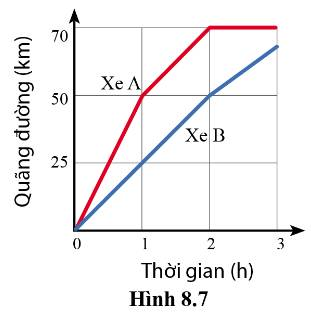 Quãng đường (km)
70
50
25
Xe A
Xe B
0 1 2 3
Thời gian (h)
Hình 8.7